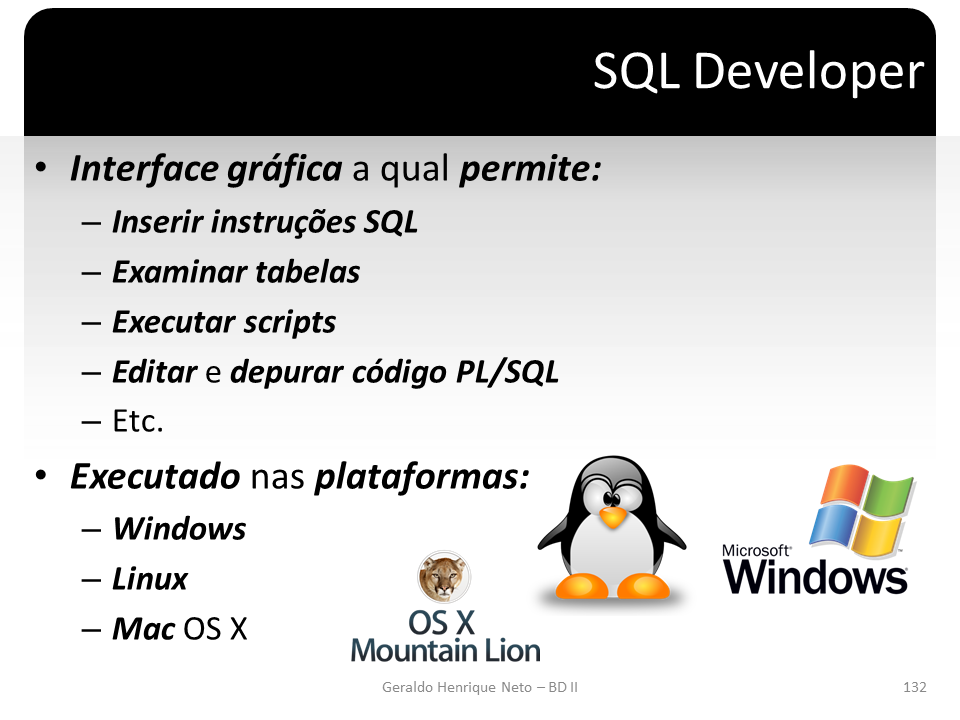 SQL Developer
• Interface gráfica a qual permite:
– Inserir instruções SQL
– Examinar tabelas
– Executar scripts
– Editar e depurar código PL/SQL
– Etc.
• Executado nas plataformas:
– Windows
– Linux
– Mac OS X
OS X
Mountain Lion
Microsoft®
Windows®
Geraldo Henrique Neto – BD II
132